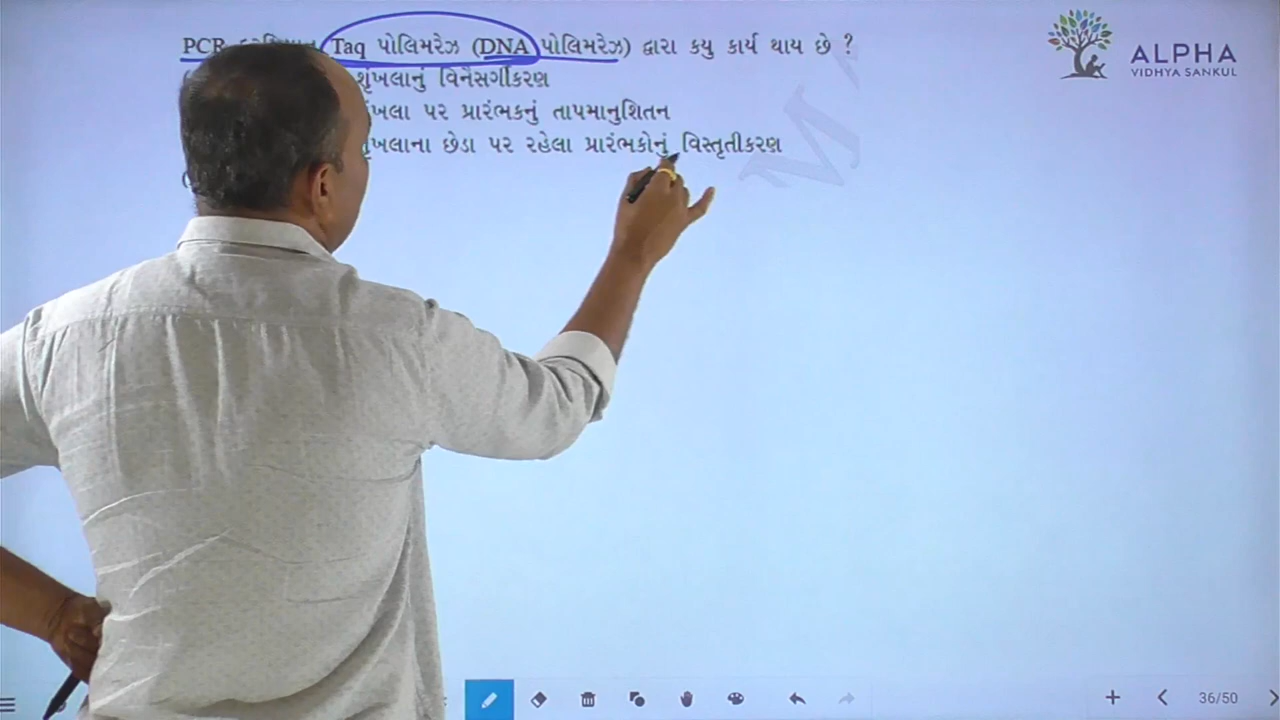 PCR દરમિયાન Taq પોલિમરેઝ (DNA પોલિમરેઝ) દ્વારા કયુ કાર્ય થાય છે ?
શૃંખલાનું વિનૈસર્ગીકરણ
પર પ્રારંભકનું તાપમાનુશિતન
શૃંખલાના છેડા પર રહેલા પ્રારંભકોનું વિસ્તૃતીકરણ
ALPHA
VIDHYA SANKUL
36/50